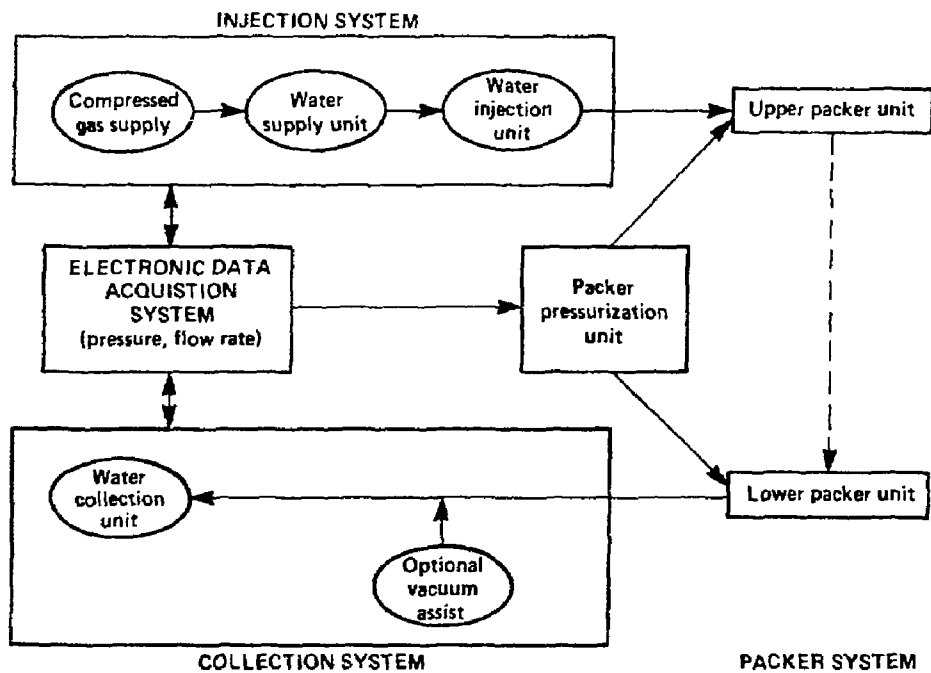 INJECTION SYSTEM
Compressed
gas supply
Water
supply unit
Water
injection
unit
Upper packer unit
ELECTRONIC DATA
ACQUISTION
SYSTEM
(pressure, flow rate)
Packer
pressurization
unit
Water
collection
unit
Lower packer unit
Optional
vacuum
assist
COLLECTION SYSTEM
PACKER SYSTEM